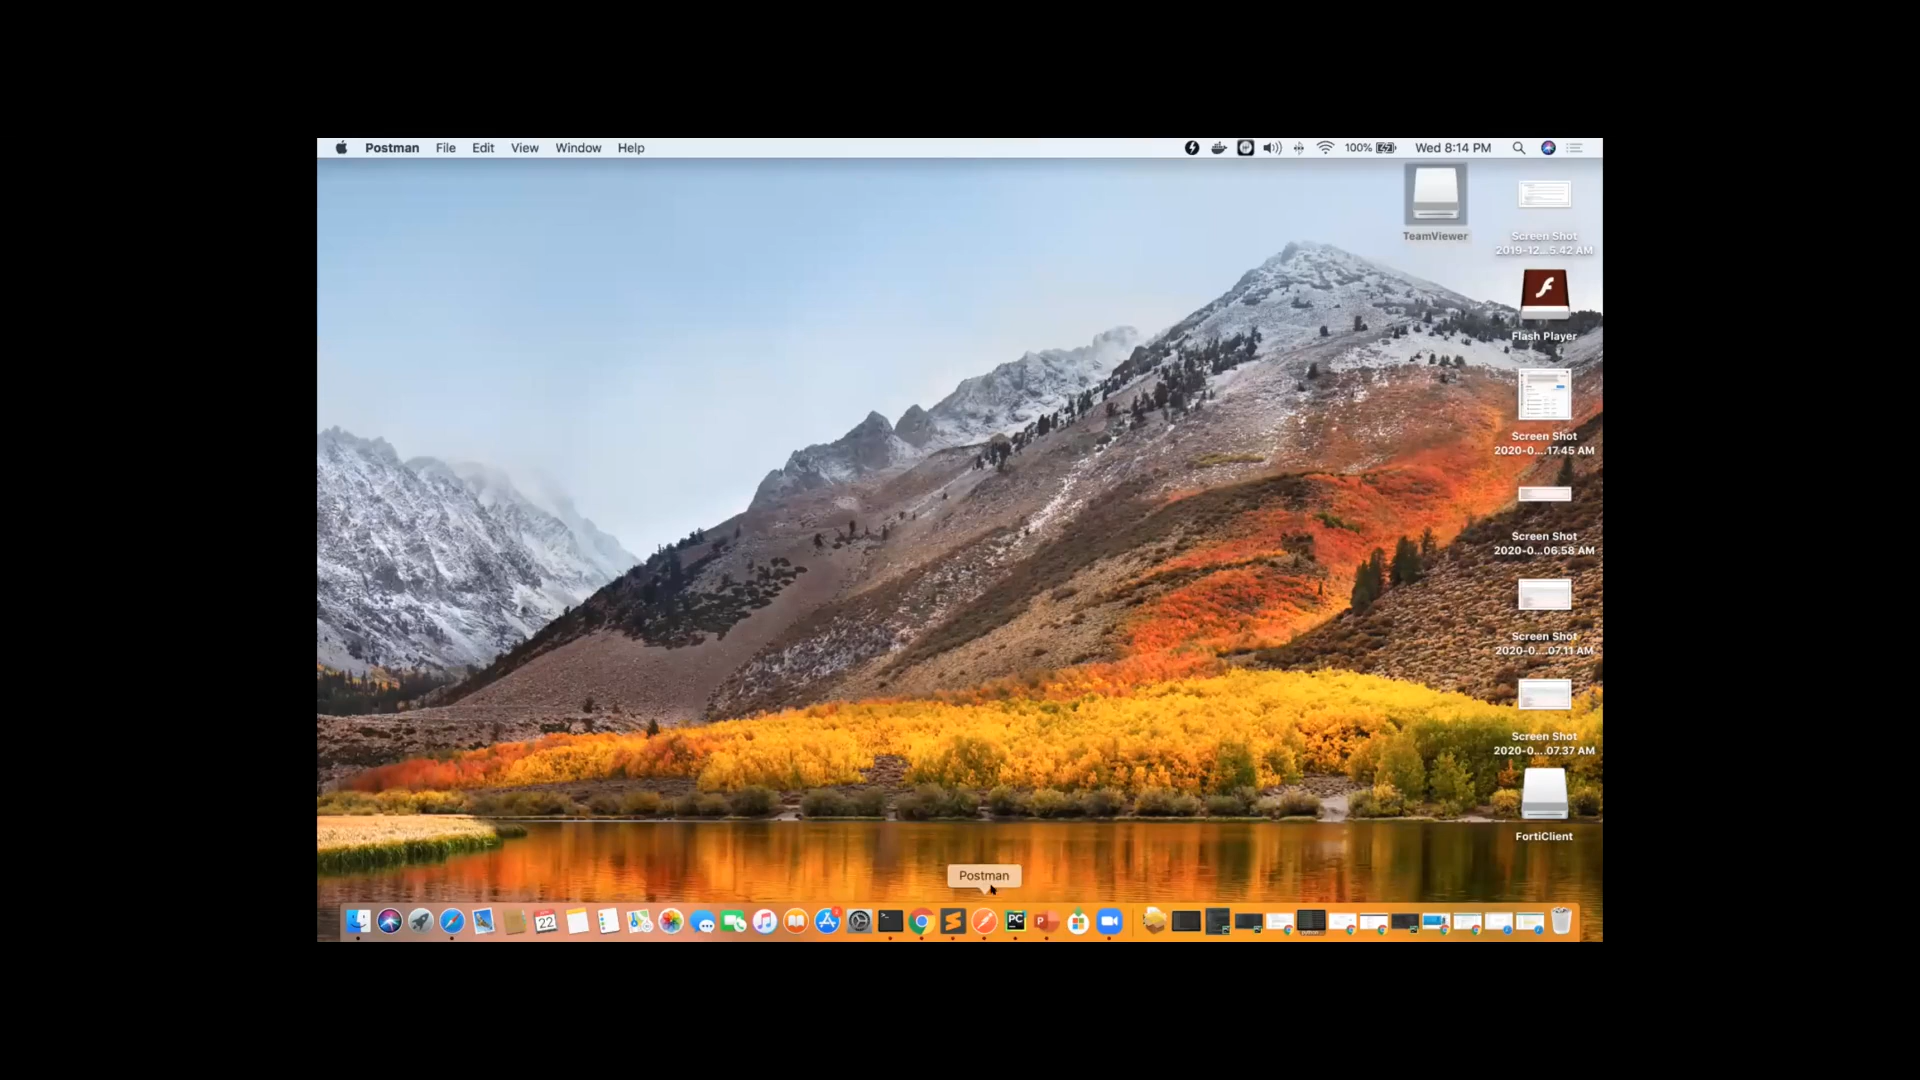 Postman File Edit View Window Help 100% Wed 8:14 PM
TeamViewer
Screen Shot
2019-12...5.42 AM
Flash Player
Screen Shot
2020-0....17.45 AM
Screen Shot
2020-0...06.58 AM
Screen Shot
2020-0....07.11 AM
Screen Shot
2020-0....07.37 AM
FortiClient
Postman
22
PC
P